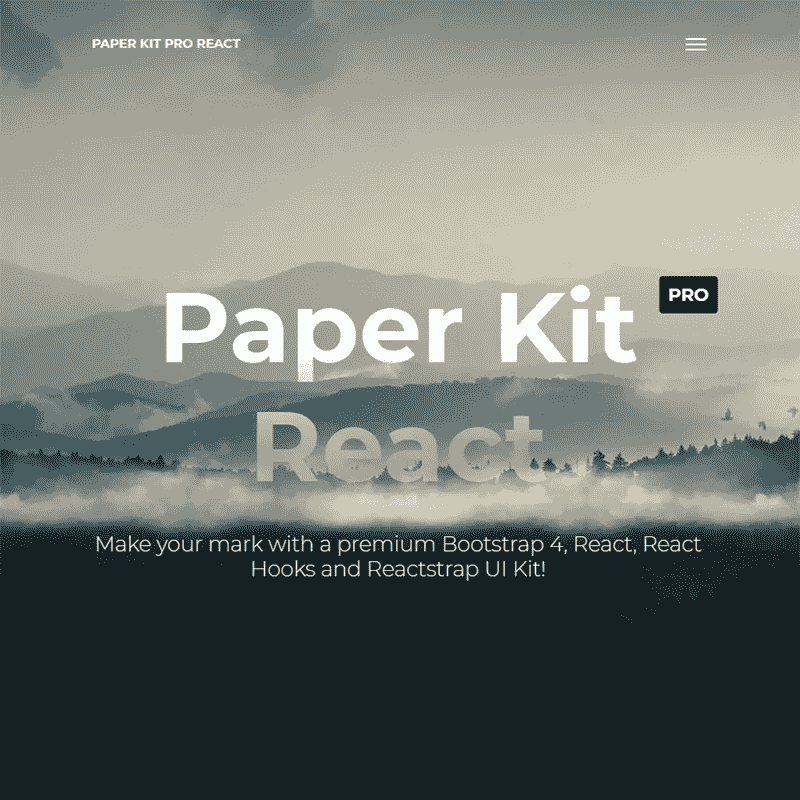 PAPER KIT PRO REACT
Paper Kit PRO
React
Make your mark with a premium Bootstrap 4, React, React
Hooks and Reactstrap UI Kit!